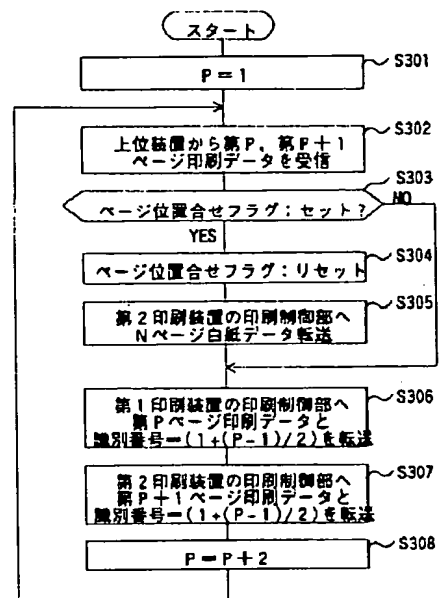 スタート
S301
P=1
S302
上位装置から第P,第P+1
ページ印刷データを受信
S303
ページ位置合せフラグ:セット?
NO
YES
S304
ページ位置合せフラグ:リセット
S305
第2印刷装置の印刷制御部へ
Nページ白紙データ転送
S306
第1印刷装置の印刷制御部へ
第Pページ印刷データと
識別番号=(1+(P-1)/2)を転送
S307
第2印刷装置の印刷制御部へ
第P+1ページ印刷データと
識別番号=(1+(P-1)/2)を転送
S308
P=P+2